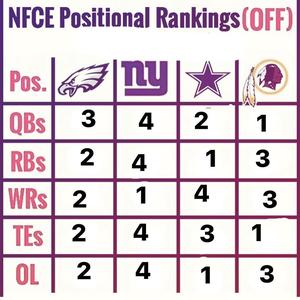 NFCE Positional Rankings(OFF)
Pos. ny
QBs 3 4 2 1
RBs 2 4 1 3
WRs 2 1 4 3
TEs 2 4 3 1
OL 2 4 1 3